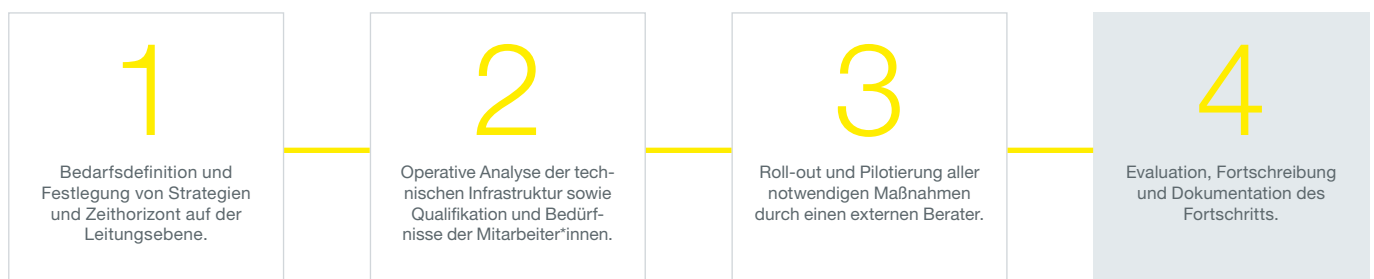 1
Bedarfsdefinition und
Festlegung von Strategien
und Zeithorizont auf der
Leitungsebene.
2
Operative Analyse der tech-
nischen Infrastruktur sowie
Qualifikation und Bedürf-
nisse der Mitarbeiter*innen.
3
Roll-out und Pilotierung aller
notwendigen Maßnahmen
durch einen externen Berater.
4
Evaluation, Fortschreibung
und Dokumentation des
Fortschritts.